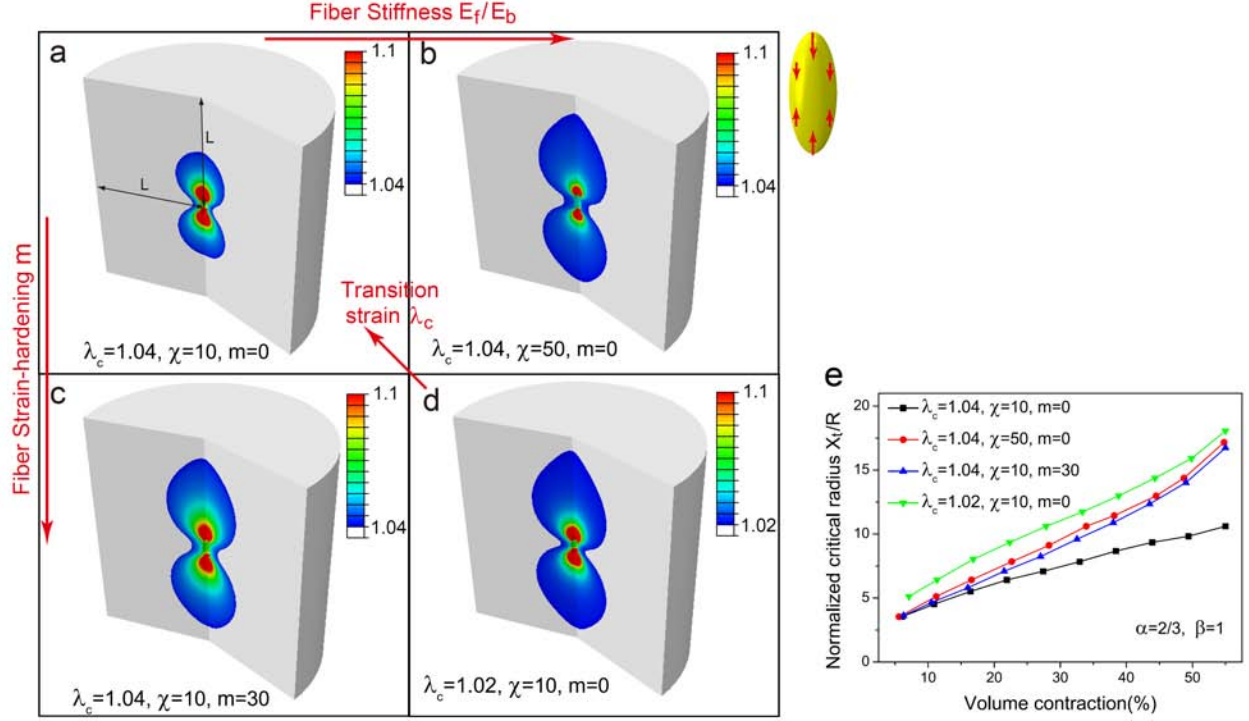 Fiber Stiffness E_f/E_b
a
1.1
1.04
L
L
λ_c=1.04, χ=10, m=0
b
1.1
1.04
λ_c=1.04, χ=50, m=0
Fiber Strain-hardening m
Transition
strain λ_c
c
1.1
1.04
λ_c=1.04, χ=10, m=30
d
1.1
1.02
λ_c=1.02, χ=10, m=0
e
Normalized critical radius X_t/R
20
15
10
5
0
λ_c=1.04, χ=10, m=0
λ_c=1.04, χ=50, m=0
λ_c=1.04, χ=10, m=30
λ_c=1.02, χ=10, m=0
α=2/3, β=1
10 20 30 40 50
Volume contraction(%)